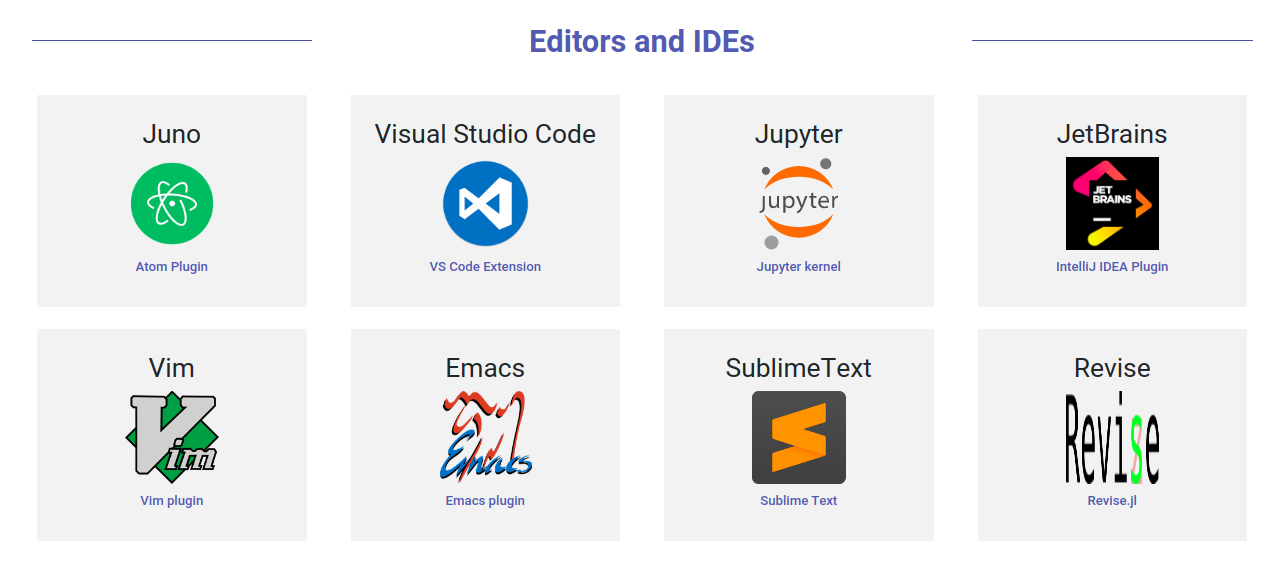 Editors and IDEs
Juno
Atom Plugin
Visual Studio Code
VS Code Extension
Jupyter
jupyter
Jupyter kernel
JetBrains
JET
BRAINS
IntelliJ IDEA Plugin
Vim
Vim
Vim plugin
Emacs
Emacs
Emacs plugin
SublimeText
Sublime Text
Revise
Revise
Revise.jl